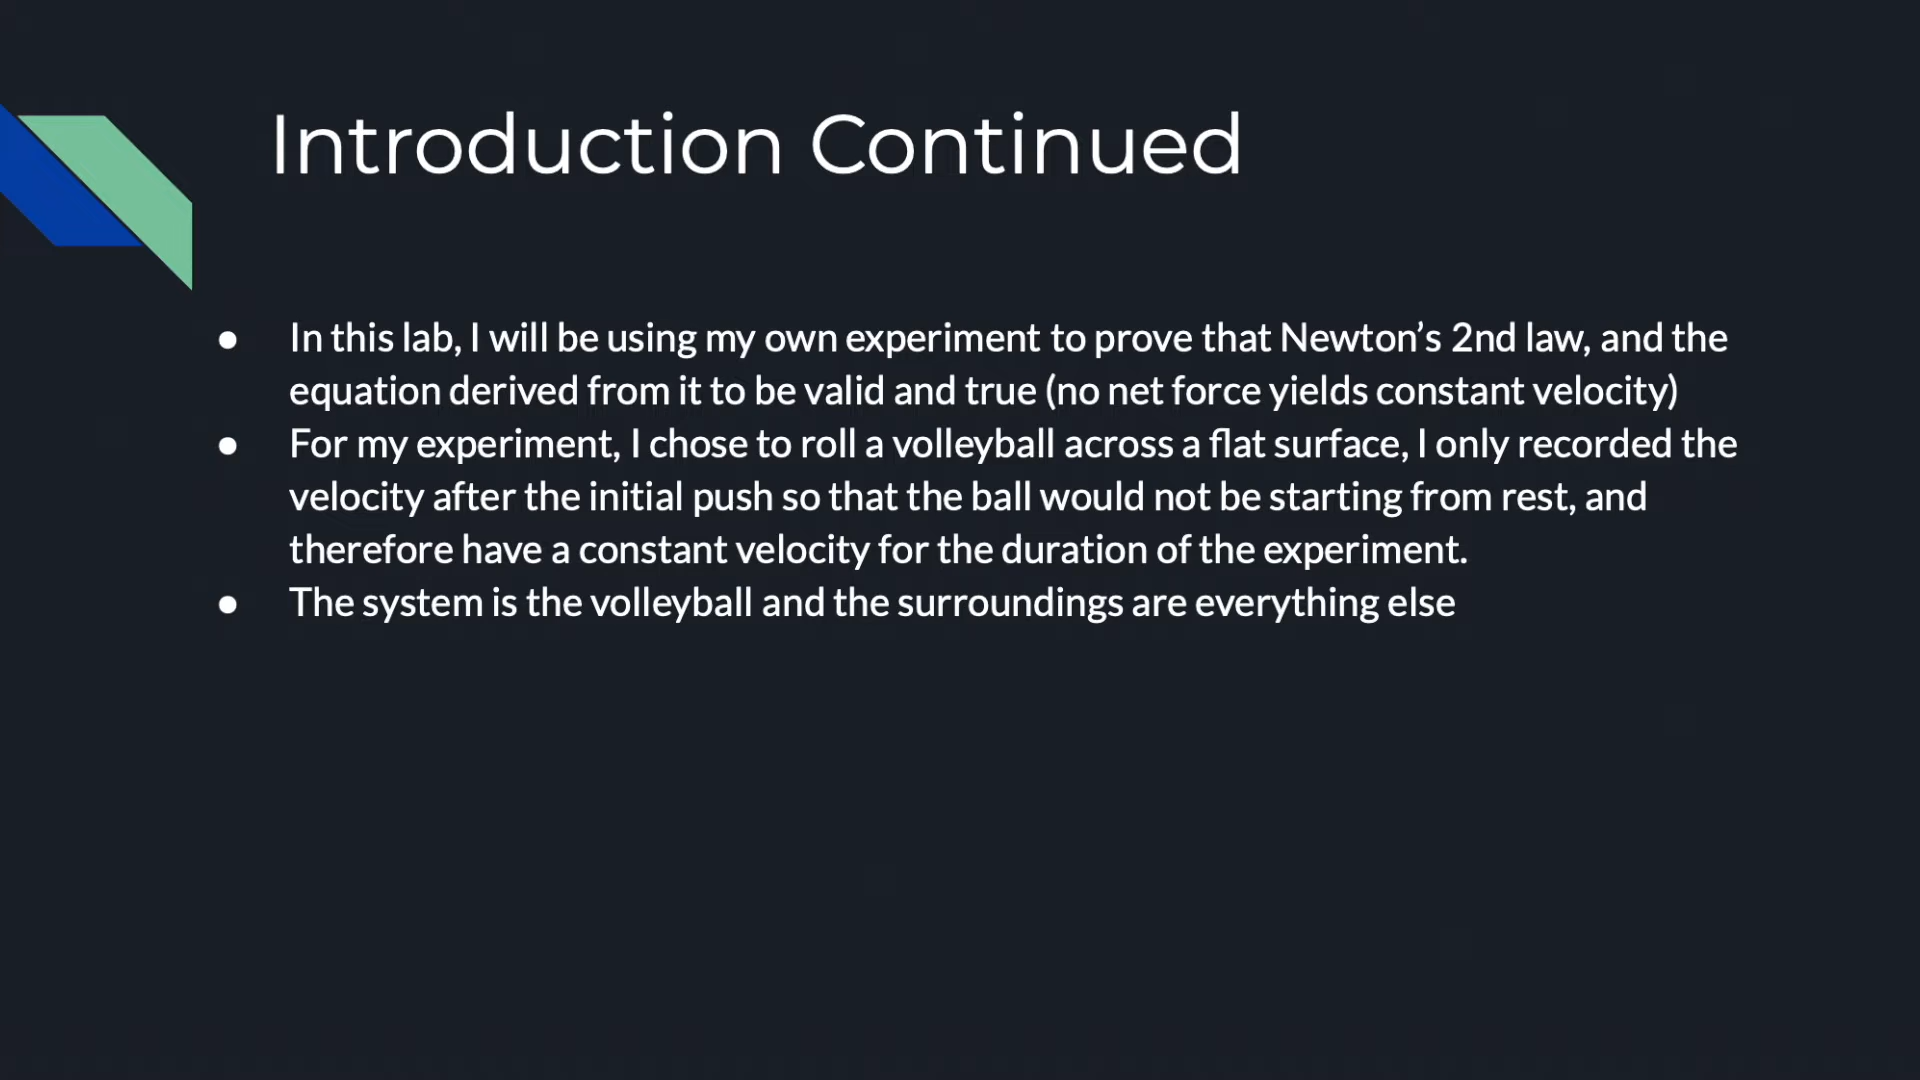 Introduction Continued
● In this lab, I will be using my own experiment to prove that Newton’s 2nd law, and the
equation derived from it to be valid and true (no net force yields constant velocity)
● For my experiment, I chose to roll a volleyball across a flat surface, I only recorded the
velocity after the initial push so that the ball would not be starting from rest, and
therefore have a constant velocity for the duration of the experiment.
● The system is the volleyball and the surroundings are everything else